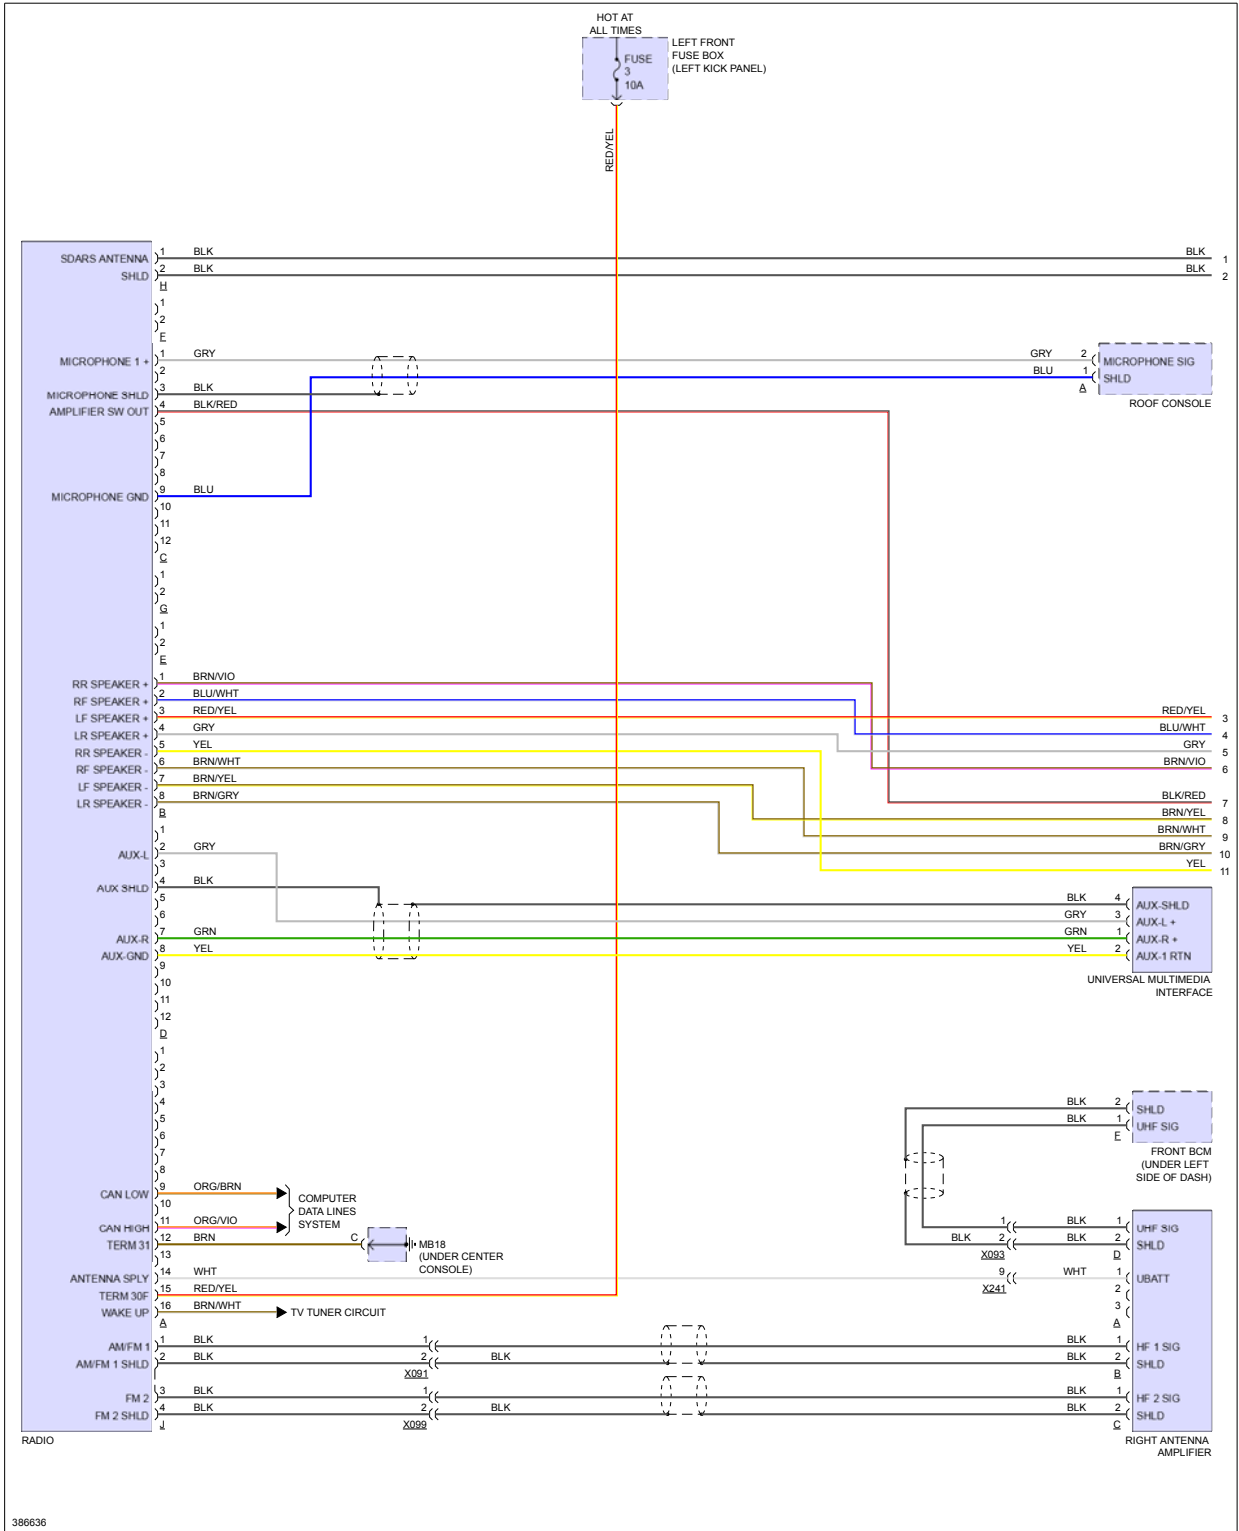 HOT AT
ALL TIMES
LEFT FRONT
FUSE BOX
(LEFT KICK PANEL)
FUSE
3
10A
RED/YEL
SDARS ANTENNA 1 BLK BLK 1
SHLD 2 BLK BLK 2
H
1
2
F
MICROPHONE 1 + 1 GRY GRY 2 MICROPHONE SIG
2 BLU 1 SHLD
MICROPHONE SHLD 3 BLK A
AMPLIFIER SW OUT 4 BLK/RED ROOF CONSOLE
5
6
7
8
MICROPHONE GND 9 BLU
10
11
12
C
1
2
G
1
2
E
RR SPEAKER + 1 BRN/VIO
RF SPEAKER + 2 BLU/WHT
LF SPEAKER + 3 RED/YEL RED/YEL 3
LR SPEAKER + 4 GRY BLU/WHT 4
RR SPEAKER - 5 YEL GRY 5
RF SPEAKER - 6 BRN/WHT BRN/VIO 6
LF SPEAKER - 7 BRN/YEL
LR SPEAKER - 8 BRN/GRY BLK/RED 7
B BRN/YEL 8
1 BRN/WHT 9
AUX-L 2 GRY BRN/GRY 10
3 YEL 11
AUX SHLD 4 BLK
5 BLK 4 AUX-SHLD
6 GRY 3 AUX-L +
AUX-R 7 GRN GRN 1 AUX-R +
AUX-GND 8 YEL YEL 2 AUX-1 RTN
9 UNIVERSAL MULTIMEDIA
10 INTERFACE
11
12
D
1
2
3
4 BLK 2 SHLD
5 BLK 1 UHF SIG
6 F
7 FRONT BCM
8 (UNDER LEFT
SIDE OF DASH)
CAN LOW 9 ORG/BRN
10
CAN HIGH 11 ORG/VIO
COMPUTER
DATA LINES
SYSTEM
1 BLK 1 UHF SIG
TERM 31 12 BRN C MB18 BLK 2 BLK 2 SHLD
(UNDER CENTER
CONSOLE)
X093 D
13
ANTENNA SPLY 14 WHT 9 WHT 1 UBATT
X241
TERM 30F 15 RED/YEL 2
WAKE UP 16 BRN/WHT TV TUNER CIRCUIT 3
A A
AM/FM 1 1 BLK 1 BLK 1 HF 1 SIG
AM/FM 1 SHLD 2 BLK 2 BLK BLK 2 SHLD
X091 B
FM 2 3 BLK 1 BLK 1 HF 2 SIG
FM 2 SHLD 4 BLK 2 BLK BLK 2 SHLD
J X099 C
RADIO
RIGHT ANTENNA
AMPLIFIER
386636